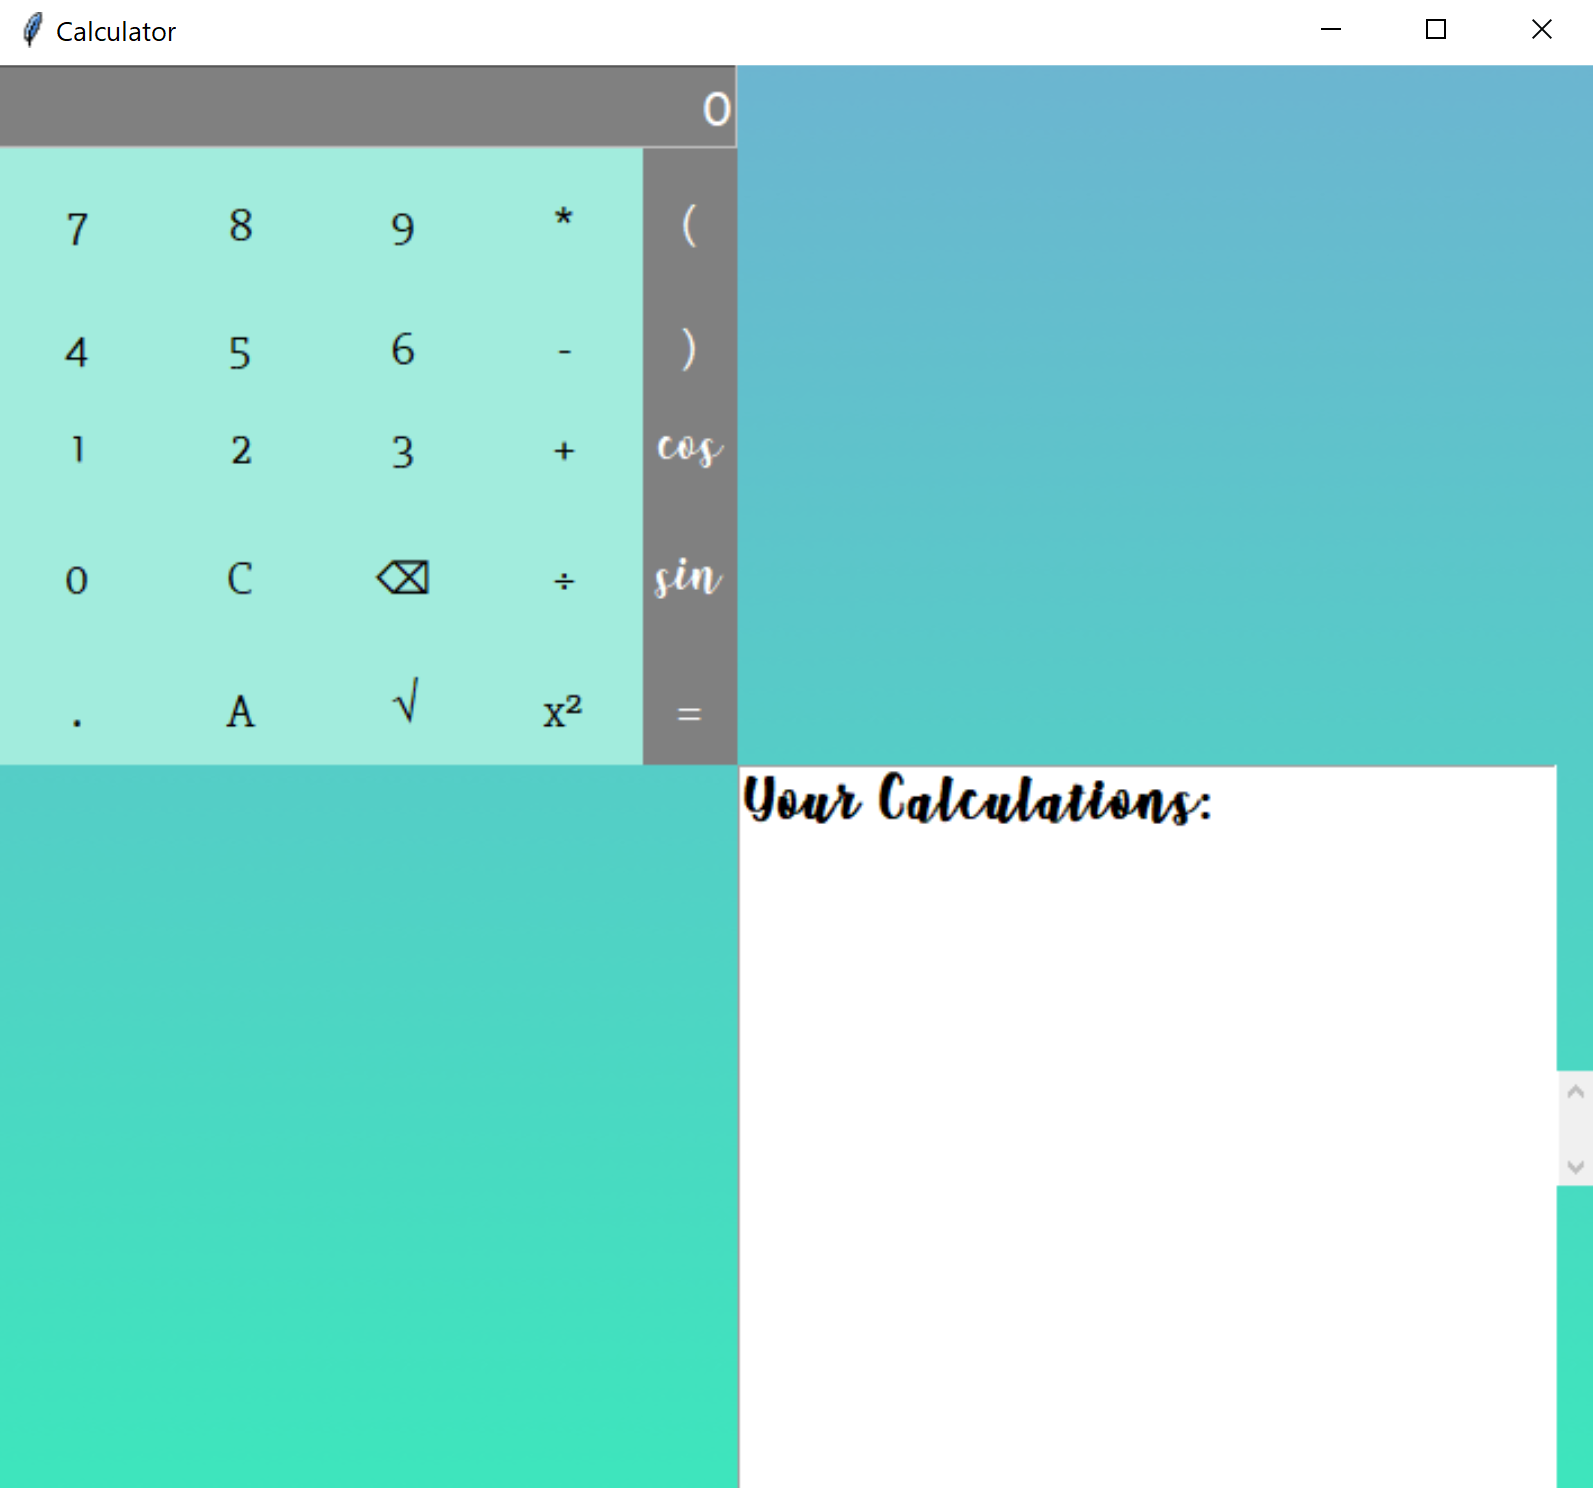 Calculator
0
7 8 9 * (
4 5 6 - )
1 2 3 + cos
0 C ⌫ ÷ sin
. A √ x² =
Your Calculations: